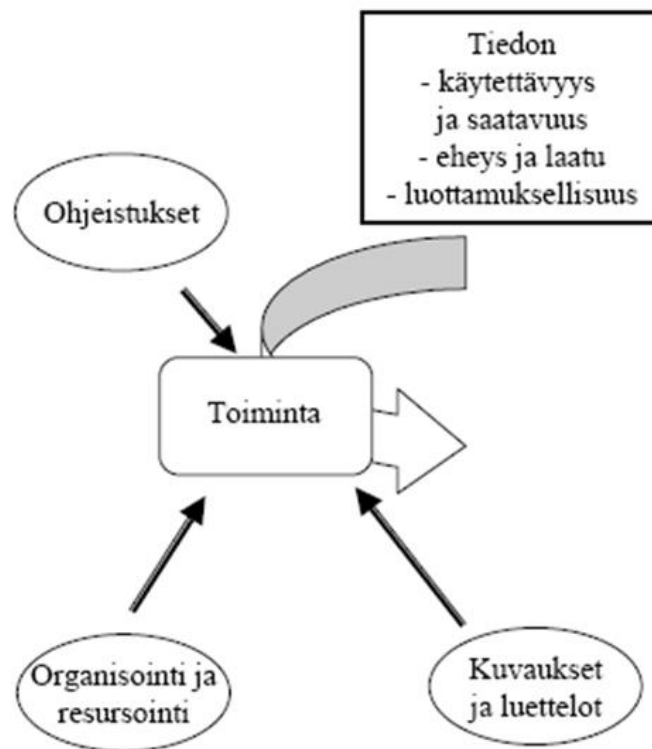 Tiedon
- käytettävyys
ja saatavuus
- eheys ja laatu
- luottamuksellisuus
Ohjeistukset
Toiminta
Organisointi ja
resursointi
Kuvaukset
ja luettelot